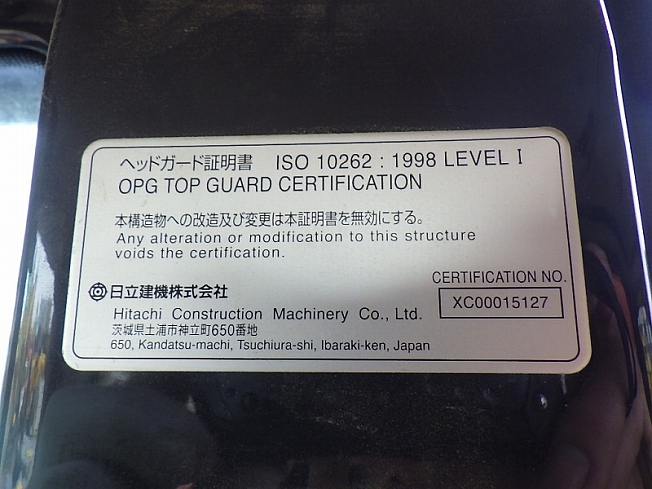 ヘッドガード証明書 ISO 10262 : 1998 LEVEL I
OPG TOP GUARD CERTIFICATION
本構造物への改造及び変更は本証明書を無効にする。
Any alteration or modification to this structure
voids the certification.
日立建機株式会社
Hitachi Construction Machinery Co., Ltd.
茨城県土浦市神立町650番地
650, Kandatsu-machi, Tsuchiura-shi, Ibaraki-ken, Japan
CERTIFICATION NO.
XC00015127